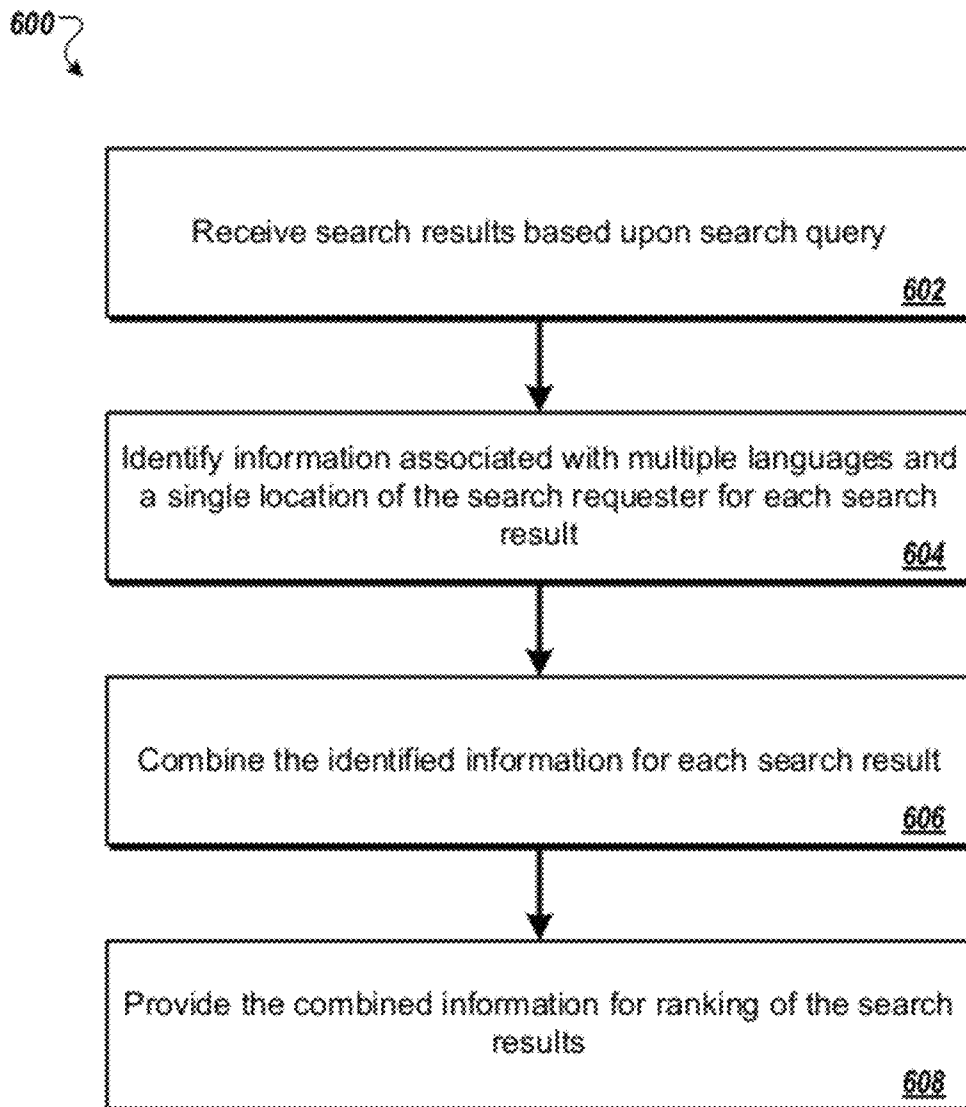 600
Receive search results based upon search query
602
Identify information associated with multiple languages and
a single location of the search requester for each search
result
604
Combine the identified information for each search result
606
Provide the combined information for ranking of the search
results
608